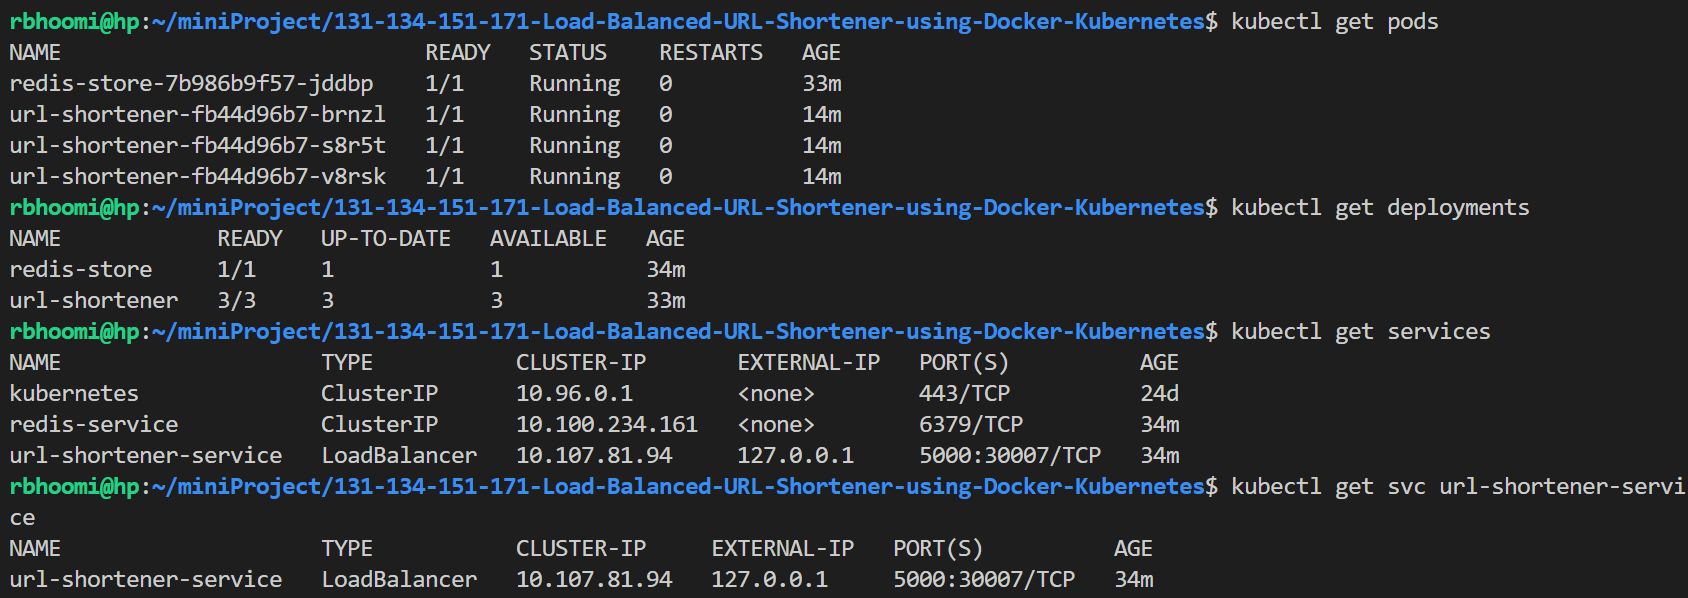 rbhoomi@hp:~/miniProject/131-134-151-171-Load-Balanced-URL-Shortener-using-Docker-Kubernetes$ kubectl get pods
NAME                            READY   STATUS    RESTARTS   AGE
redis-store-7b986b9f57-jddbp    1/1     Running   0          33m
url-shortener-fb44d96b7-brnzl   1/1     Running   0          14m
url-shortener-fb44d96b7-s8r5t   1/1     Running   0          14m
url-shortener-fb44d96b7-v8rsk   1/1     Running   0          14m
rbhoomi@hp:~/miniProject/131-134-151-171-Load-Balanced-URL-Shortener-using-Docker-Kubernetes$ kubectl get deployments
NAME            READY   UP-TO-DATE   AVAILABLE   AGE
redis-store     1/1     1            1           34m
url-shortener   3/3     3            3           33m
rbhoomi@hp:~/miniProject/131-134-151-171-Load-Balanced-URL-Shortener-using-Docker-Kubernetes$ kubectl get services
NAME                    TYPE           CLUSTER-IP       EXTERNAL-IP   PORT(S)          AGE
kubernetes              ClusterIP      10.96.0.1        <none>        443/TCP          24d
redis-service           ClusterIP      10.100.234.161   <none>        6379/TCP         34m
url-shortener-service   LoadBalancer   10.107.81.94     127.0.0.1     5000:30007/TCP   34m
rbhoomi@hp:~/miniProject/131-134-151-171-Load-Balanced-URL-Shortener-using-Docker-Kubernetes$ kubectl get svc url-shortener-servi
ce
NAME                    TYPE           CLUSTER-IP     EXTERNAL-IP   PORT(S)          AGE
url-shortener-service   LoadBalancer   10.107.81.94   127.0.0.1     5000:30007/TCP   34m